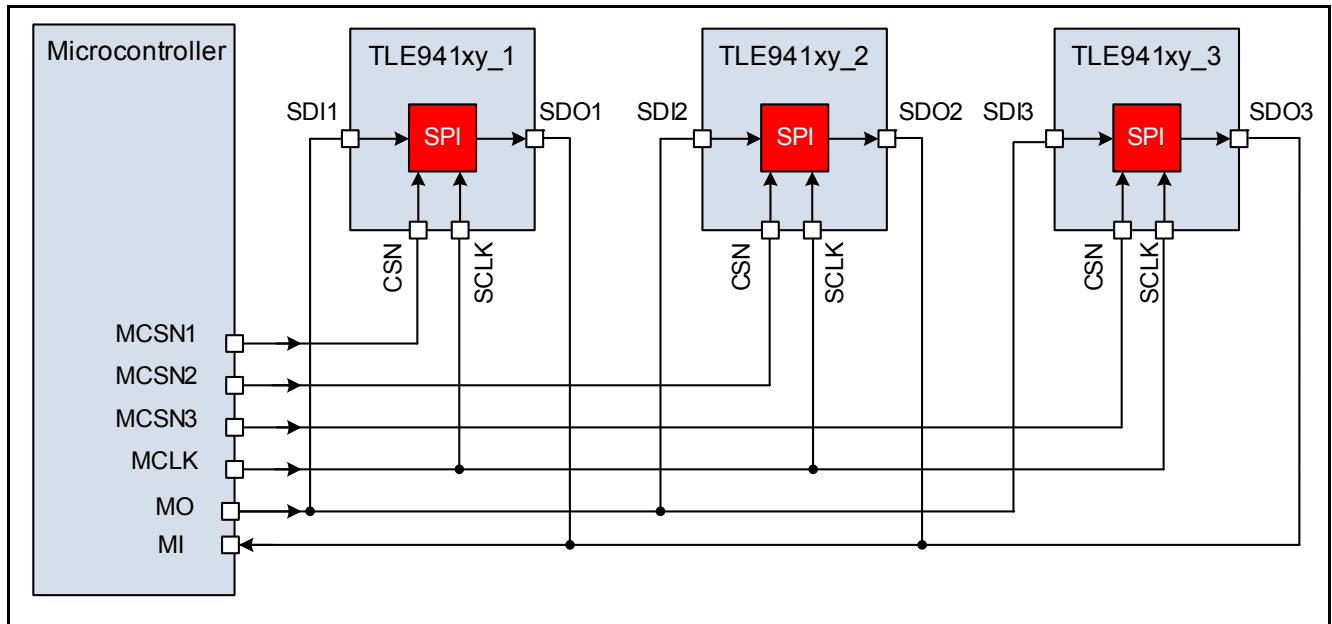 Microcontroller
TLE941xy_1
TLE941xy_2
TLE941xy_3
SDI1
SPI
SDO1
SDI2
SPI
SDO2
SDI3
SPI
SDO3
CSN
SCLK
CSN
SCLK
CSN
SCLK
MCSN1
MCSN2
MCSN3
MCLK
MO
MI